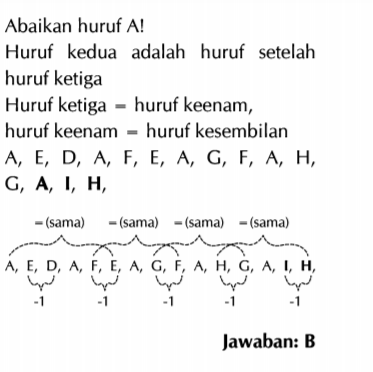 Abaikan huruf A!
Huruf kedua adalah huruf setelah
huruf ketiga
Huruf ketiga = huruf keenam,
huruf keenam = huruf kesembilan
A, E, D, A, F, E, A, G, F, A, H,
G, A, I, H,
=(sama) =(sama) =(sama) =(sama)
A, E, D, A, F, E, A, G, F, A, H, G, A, I, H,
-1 -1 -1 -1 -1
Jawaban: B